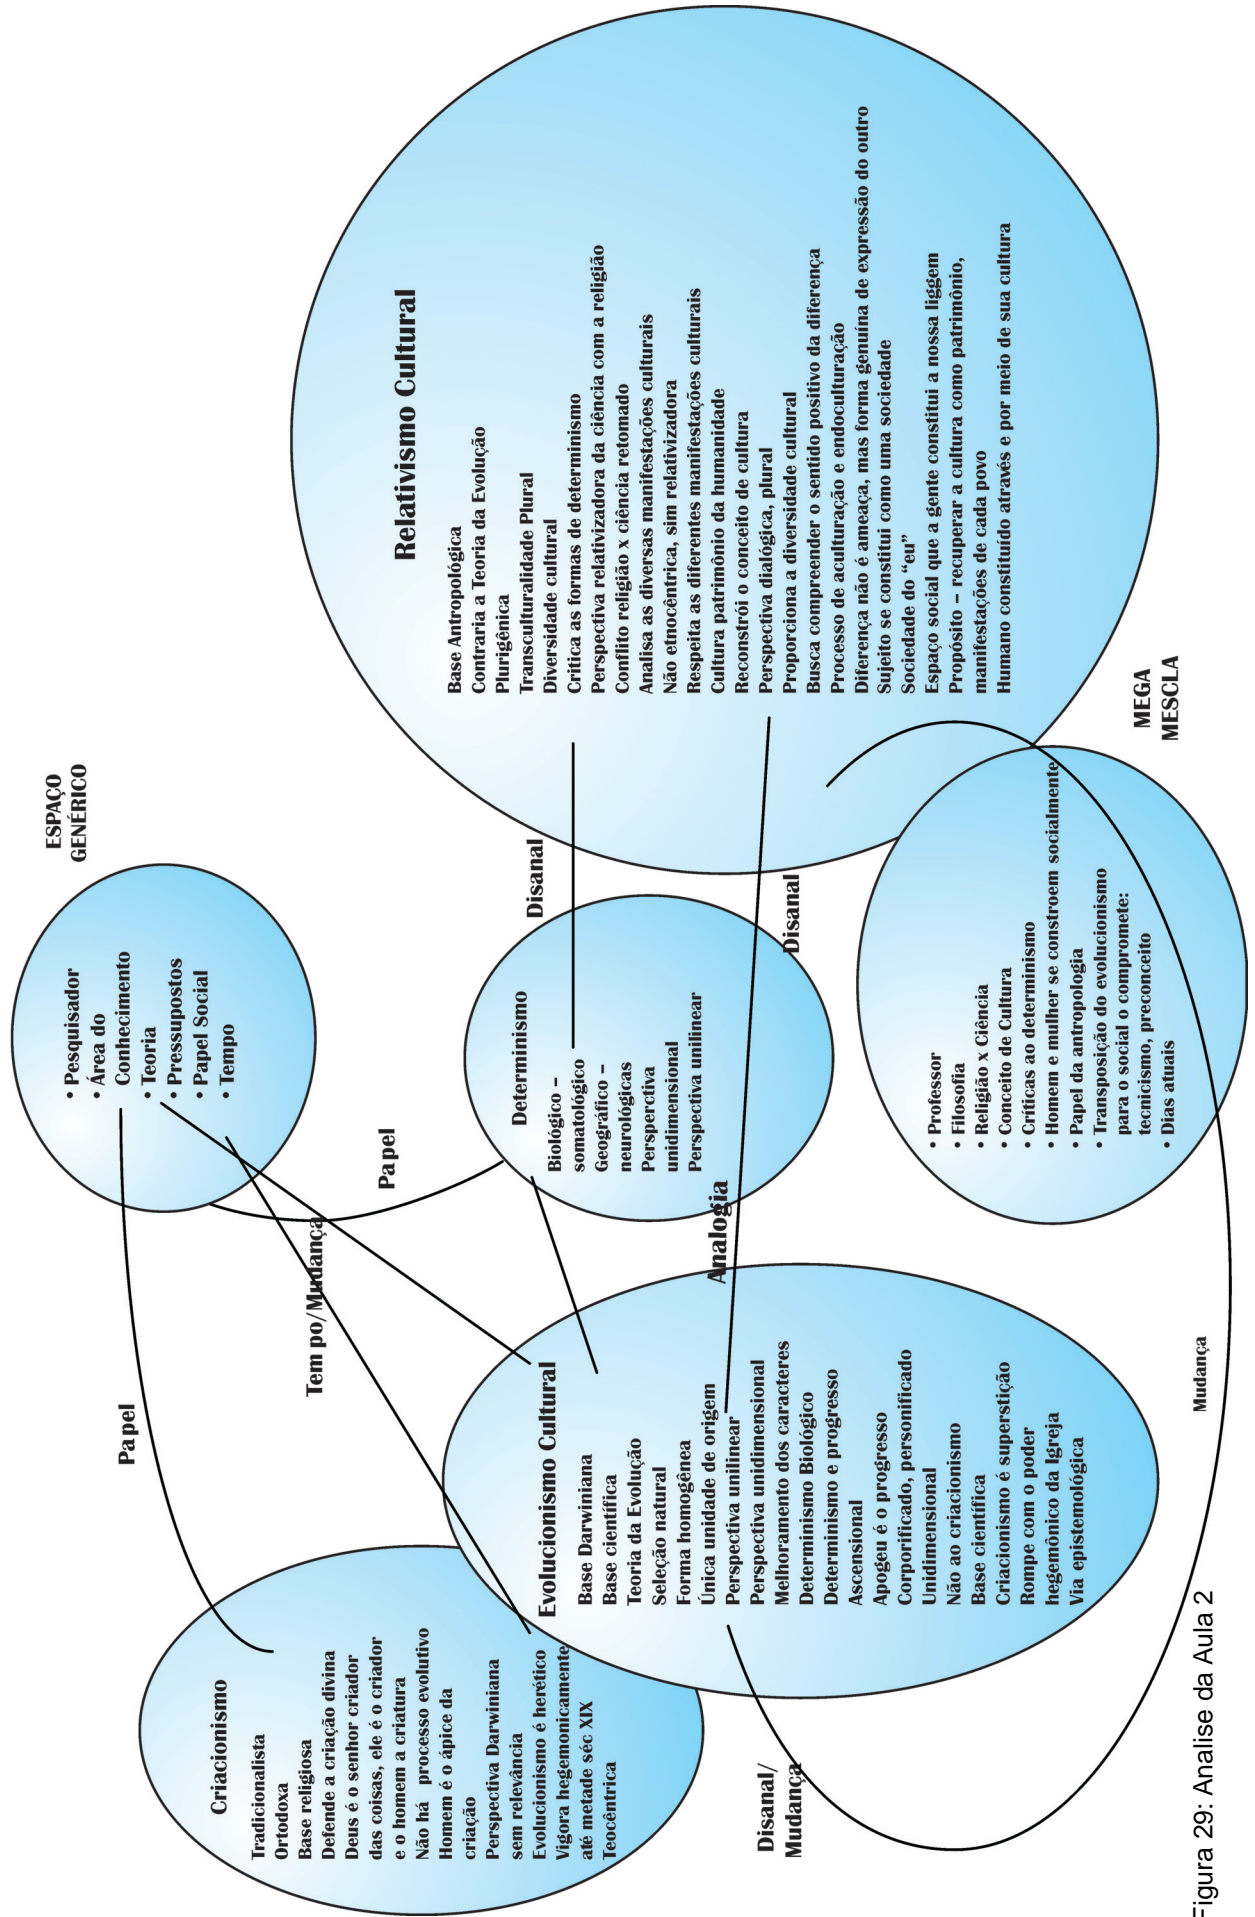 ESPAÇO
GENÉRICO
• Pesquisador
• Área do
Conhecimento
• Teoria
• Pressupostos
• Papel Social
• Tempo
Papel
Tem po/Mudança
Papel
Disanal
Criacionismo
Tradicionalista
Ortodoxa
Base religiosa
Defende a criação divina
Deus é o senhor criador
das coisas, ele é o criador
e o homem a criatura
Não há processo evolutivo
Homem é o ápice da
criação
Perspectiva Darwiniana
sem relevância
Evolucionismo é herético
Vigora hegemonicamente
até metade séc XIX
Teocêntrica
Evolucionismo Cultural
Base Darwiniana
Base científica
Teoria da Evolução
Seleção natural
Forma homogênea
Única unidade de origem
Perspectiva unilinear
Perspectiva unidimensional
Melhoramento dos caracteres
Determinismo Biológico
Determinismo e progresso
Ascensional
Apogeu é o progresso
Corporificado, personificado
Unidimensional
Não ao criacionismo
Base científica
Criacionismo é superstição
Rompe com o poder
hegemônico da Igreja
Via epistemológica
Determinismo
Biológico –
somatológico
Geográfico –
neurológicas
Persperctiva
unidimensional
Perspectiva unilinear
Analogia
Disanal
Relativismo Cultural
Base Antropológica
Contraria a Teoria da Evolução
Plurigênica
Transculturalidade Plural
Diversidade cultural
Critica as formas de determinismo
Perspectiva relativizadora da ciência com a religião
Conflito religião x ciência retomado
Analisa as diversas manifestações culturais
Não etnocêntrica, sim relativizadora
Respeita as diferentes manifestações culturais
Cultura patrimônio da humanidade
Reconstrói o conceito de cultura
Perspectiva dialógica, plural
Proporciona a diversidade cultural
Busca compreender o sentido positivo da diferença
Processo de aculturação e endoculturação
Diferença não é ameaça, mas forma genuína de expressão do outro
Sujeito se constitui como uma sociedade
Sociedade do “eu”
Espaço social que a gente constitui a nossa liggem
Propósito – recuperar a cultura como patrimônio,
manifestações de cada povo
Humano constituído através e por meio de sua cultura
MEGA
MESCLA
• Professor
• Filosofia
• Religião x Ciência
• Conceito de Cultura
• Críticas ao determinismo
• Homem e mulher se constroem socialmente
• Papel da antropologia
• Transposição do evolucionismo
para o social o compromete:
tecnicismo, preconceito
• Dias atuais
Disanal/
Mudança
Mudança
Figura 29: Analise da Aula 2